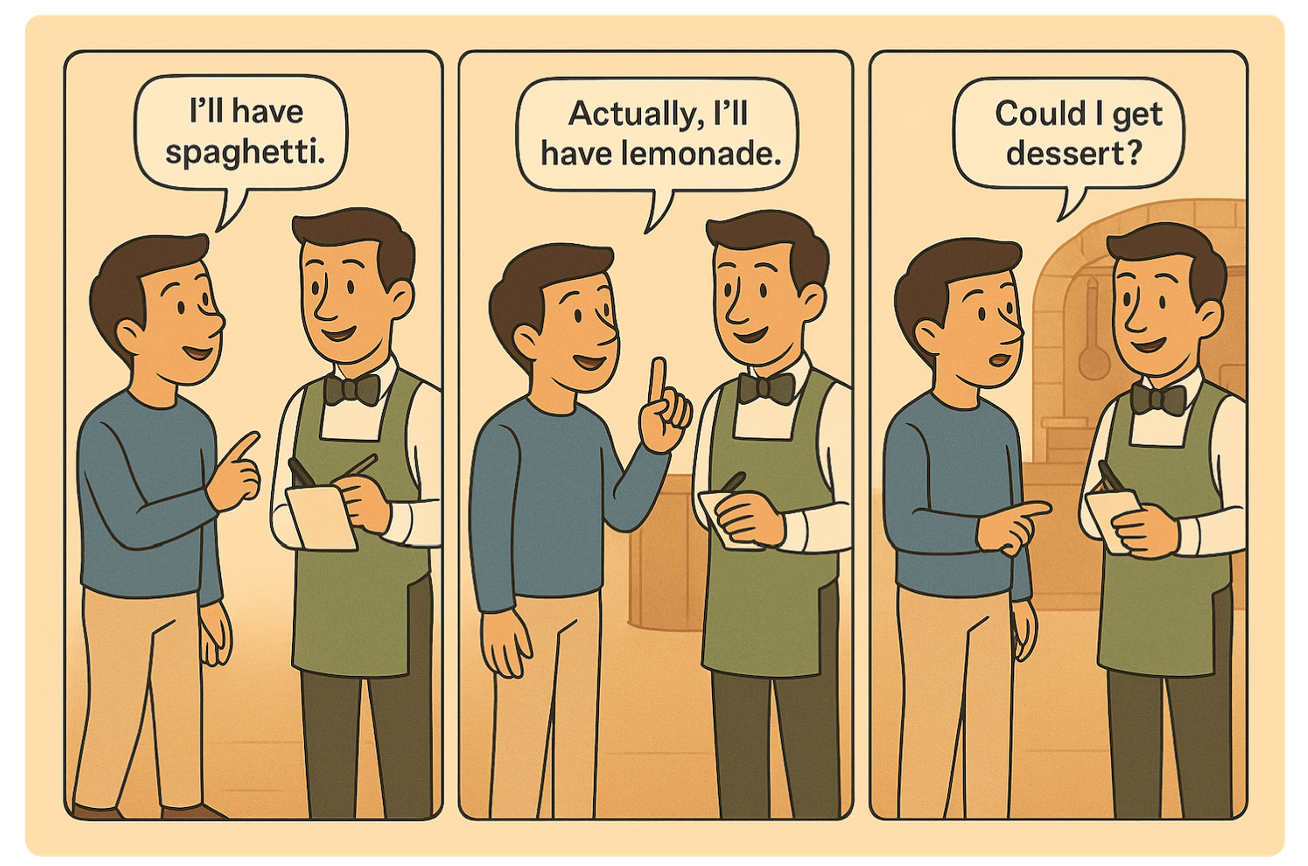 I’ll have
spaghetti.
Actually, I’ll
have lemonade.
Could I get
dessert?